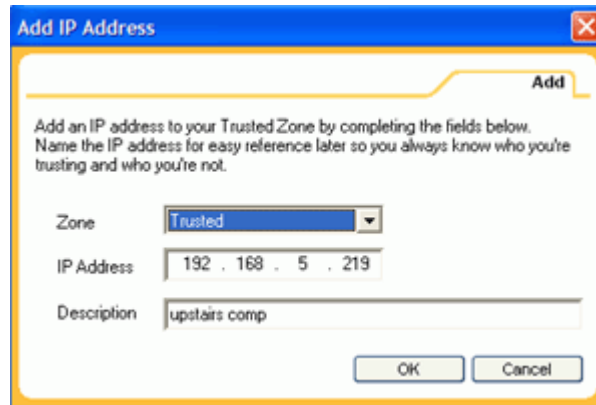 Add IP Address
Add
Add an IP address to your Trusted Zone by completing the fields below.
Name the IP address for easy reference later so you always know who you're
trusting and who you're not.
Zone Trusted
IP Address 192 . 168 . 5 . 219
Description upstairs comp
OK Cancel